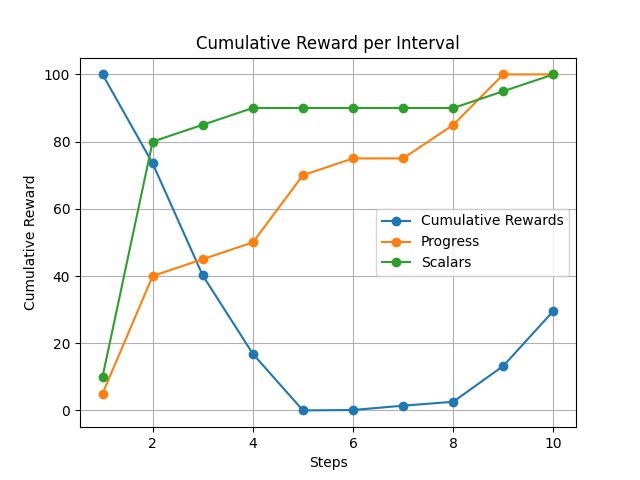 Cumulative Reward per Interval
100
80
60
40
20
0
Cumulative Reward
Cumulative Rewards
Progress
Scalars
2 4 6 8 10
Steps